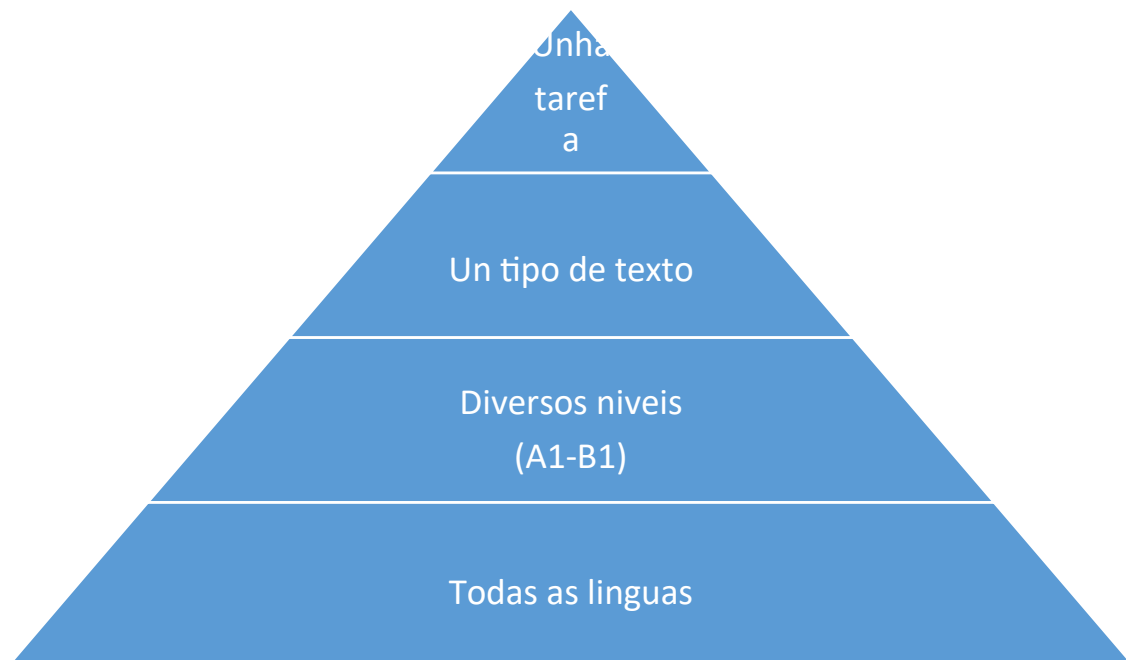 Unha
taref
a
Un tipo de texto
Diversos niveis
(A1-B1)
Todas as linguas